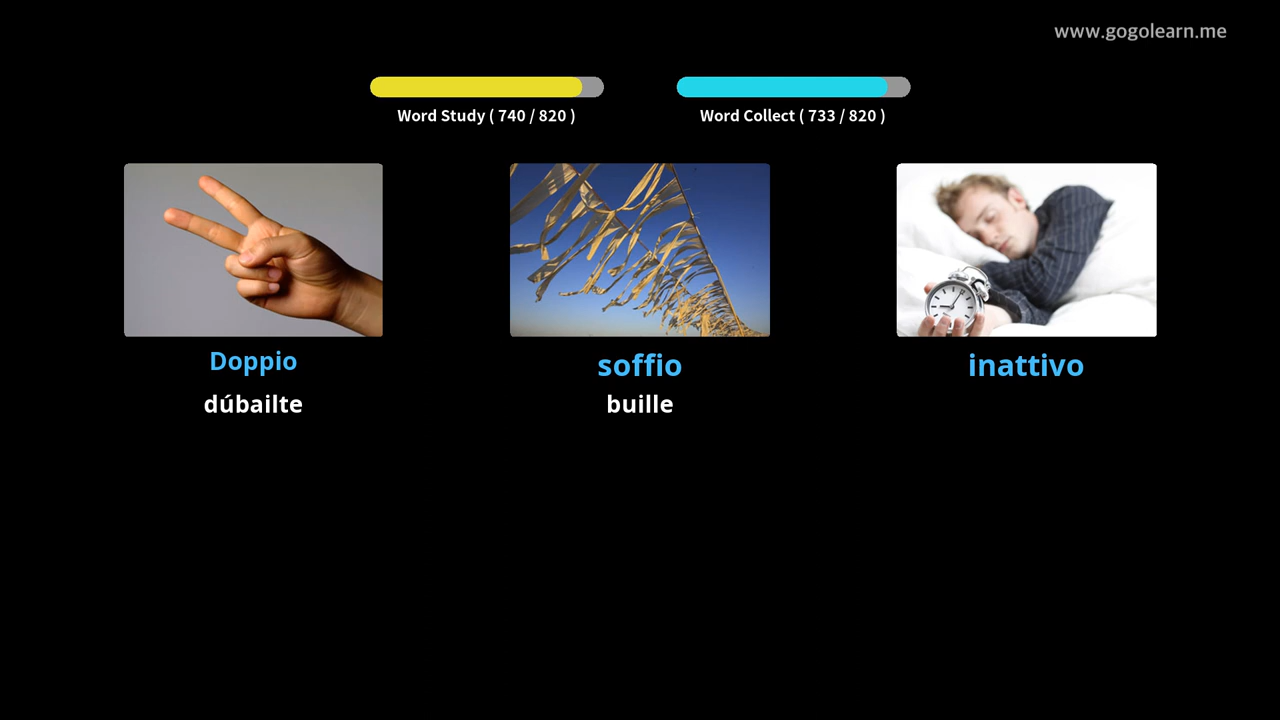 www.gogolearn.me
Word Study ( 740 / 820 )
Word Collect ( 733 / 820 )
Doppio
soffio
inattivo
dúbailte
buille